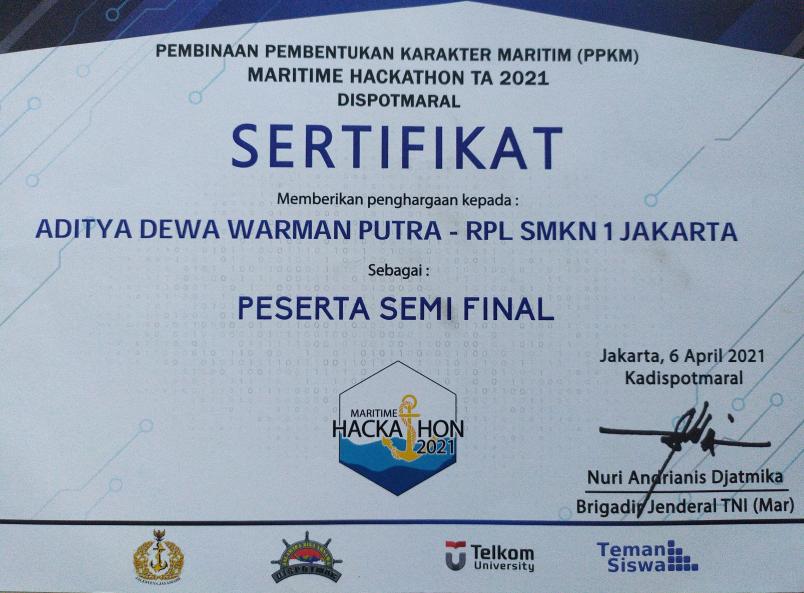 PEMBINAAN PEMBENTUKAN KARAKTER MARITIM (PPKM)
MARITIME HACKATHON TA 2021
DISPOTMARAL
SERTIFIKAT
Memberikan penghargaan kepada :
ADITYA DEWA WARMAN PUTRA - RPL SMKN 1 JAKARTA
Sebagai :
PESERTA SEMI FINAL
Jakarta, 6 April 2021
Kadispotmaral
MARITIME
HACKATHON
2021
Nuri Andrianis Djatmika
Brigadir Jenderal TNI (Mar)
Telkom
University
Teman
Siswa